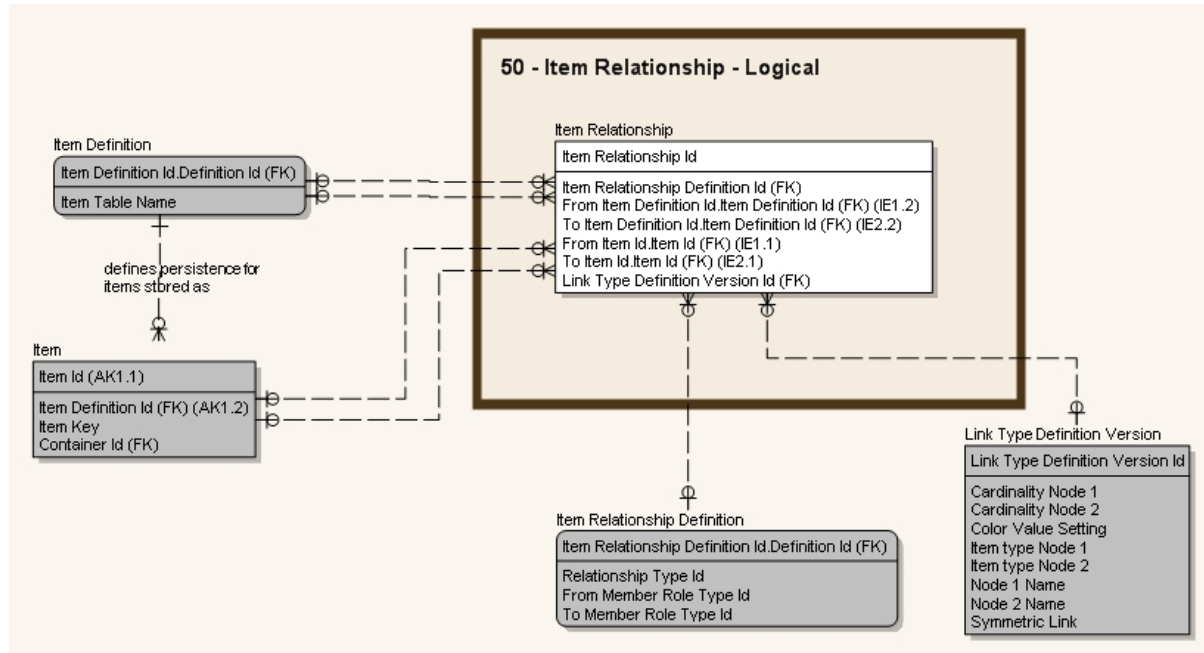 50 - Item Relationship - Logical
Item Relationship
Item Relationship Id
Item Relationship Definition Id (FK)
From Item Definition Id.Item Definition Id (FK) (IE1.2)
To Item Definition Id.Item Definition Id (FK) (IE2.2)
From Item Id.Item Id (FK) (IE1.1)
To Item Id.Item Id (FK) (IE2.1)
Link Type Definition Version Id (FK)
Item Definition
Item Definition Id.Definition Id (FK)
Item Table Name
defines persistence for
items stored as
Item
Item Id (AK1.1)
Item Definition Id (FK) (AK1.2)
Item Key
Container Id (FK)
Item Relationship Definition
Item Relationship Definition Id.Definition Id (FK)
Relationship Type Id
From Member Role Type Id
To Member Role Type Id
Link Type Definition Version
Link Type Definition Version Id
Cardinality Node 1
Cardinality Node 2
Color Value Setting
Item type Node 1
Item type Node 2
Node 1 Name
Node 2 Name
Symmetric Link